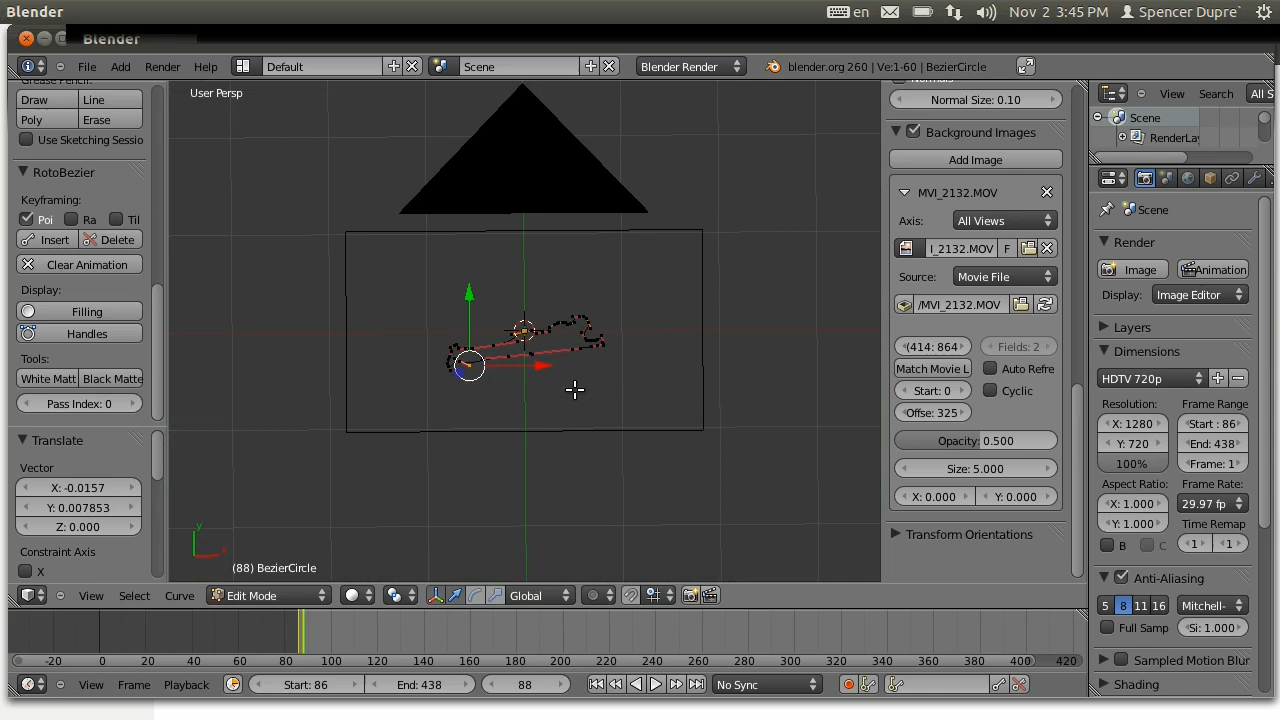 Blender
en
Nov 2 3:45 PM
Spencer Dupre`
Blender
File Add Render Help
Default
Scene
Blender Render
blender.org 260 | Ve:1-60 | BezierCircle
Draw Line
Poly Erase
Use Sketching Sessio
RotoBezier
Keyframing:
Poi Ra Til
Insert Delete
Clear Animation
Display:
Filling
Handles
Tools:
White Matt Black Matte
Pass Index: 0
Translate
Vector
X: -0.0157
Y: 0.007853
Z: 0.000
Constraint Axis
X
User Persp
y
x
(88) BezierCircle
View Select Curve Edit Mode Global
Normal Size: 0.10
Background Images
Add Image
MVI_2132.MOV
Axis: All Views
I_2132.MOV F
Source: Movie File
/MVI_2132.MOV
(414: 864 Fields: 2
Match Movie L Auto Refre
Start: 0 Cyclic
Offse: 325
Opacity: 0.500
Size: 5.000
X: 0.000 Y: 0.000
Transform Orientations
View Search All S
Scene
RenderLay
Scene
Render
Image Animation
Display: Image Editor
Layers
Dimensions
HDTV 720p
Resolution: Frame Range
X: 1280 Start : 86
Y: 720 End: 438
100% Frame: 1
Aspect Ratio: Frame Rate:
X: 1.000 29.97 fp
Y: 1.000 Time Remap
B C 1 1
Anti-Aliasing
5 8 11 16 Mitchell-
Full Samp Si: 1.000
Sampled Motion Blur
Shading
-20 0 20 40 60 80 100 120 140 160 180 200 220 240 260 280 300 320 340 360 380 400 420
View Frame Playback Start: 86 End: 438 88 No Sync